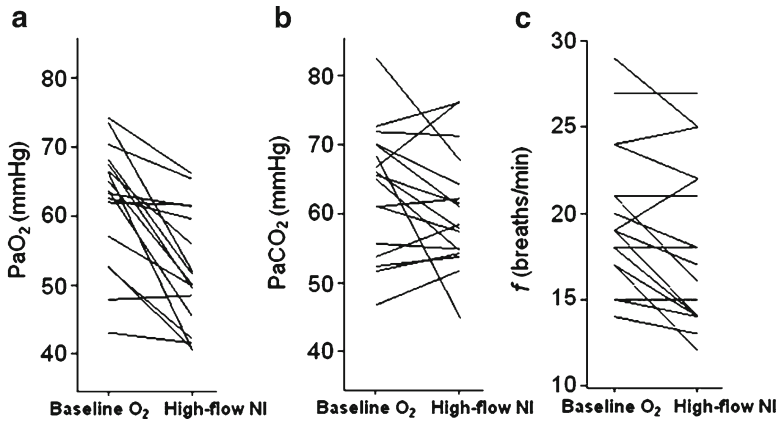 a
PaO₂ (mmHg)
80
70
60
50
40
Baseline O₂ High-flow NI
b
PaCO₂ (mmHg)
80
70
60
50
40
Baseline O₂ High-flow NI
c
f (breaths/min)
30
25
20
15
10
Baseline O₂ High-flow NI